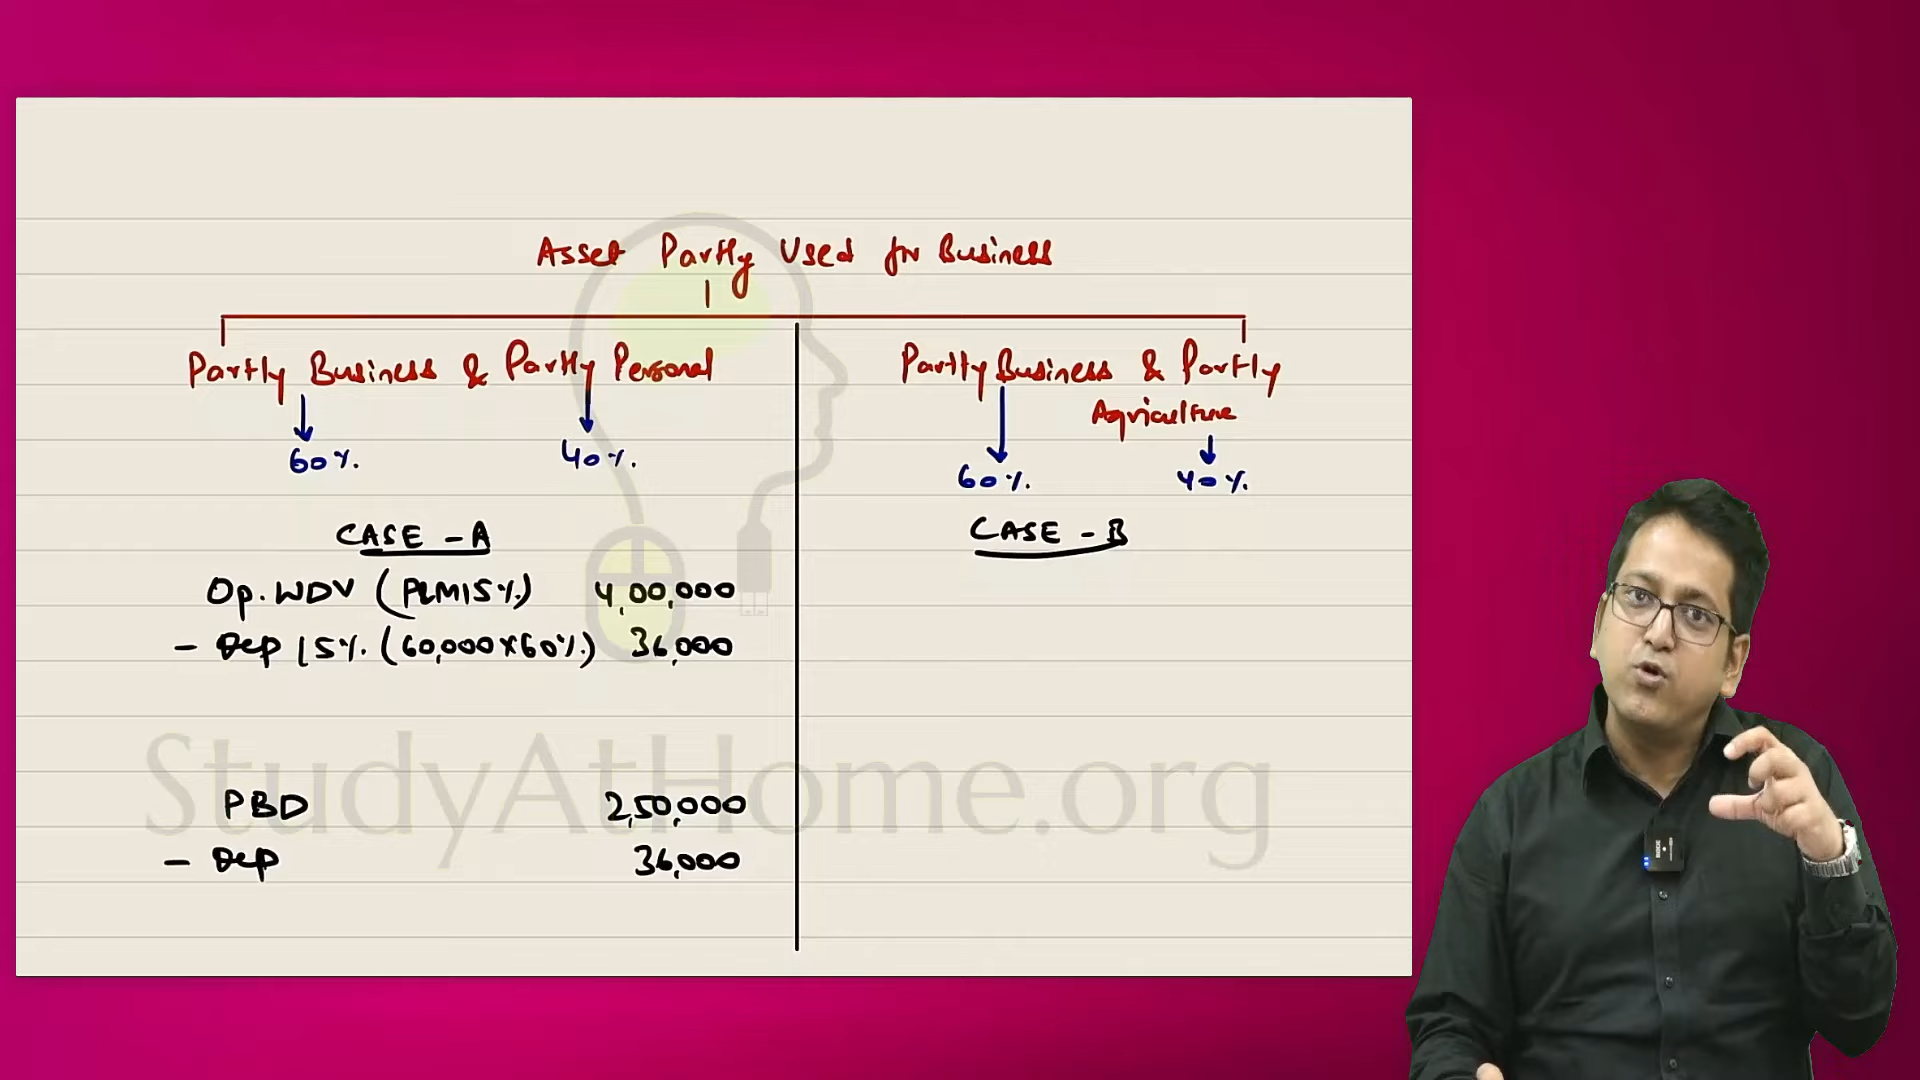 Asset Partly Used for Business
Partly Business & Partly Personal
60%. 40%.
CASE - A
Op. WDV (PLM15%) 4,00,000
- Dep 15%. (60,000×60%.) 36,000
PBD 2,50,000
- Dep 36,000
Partly Business & Partly
Agriculture
60%. 40%.
CASE - B
StudyAtHome.org